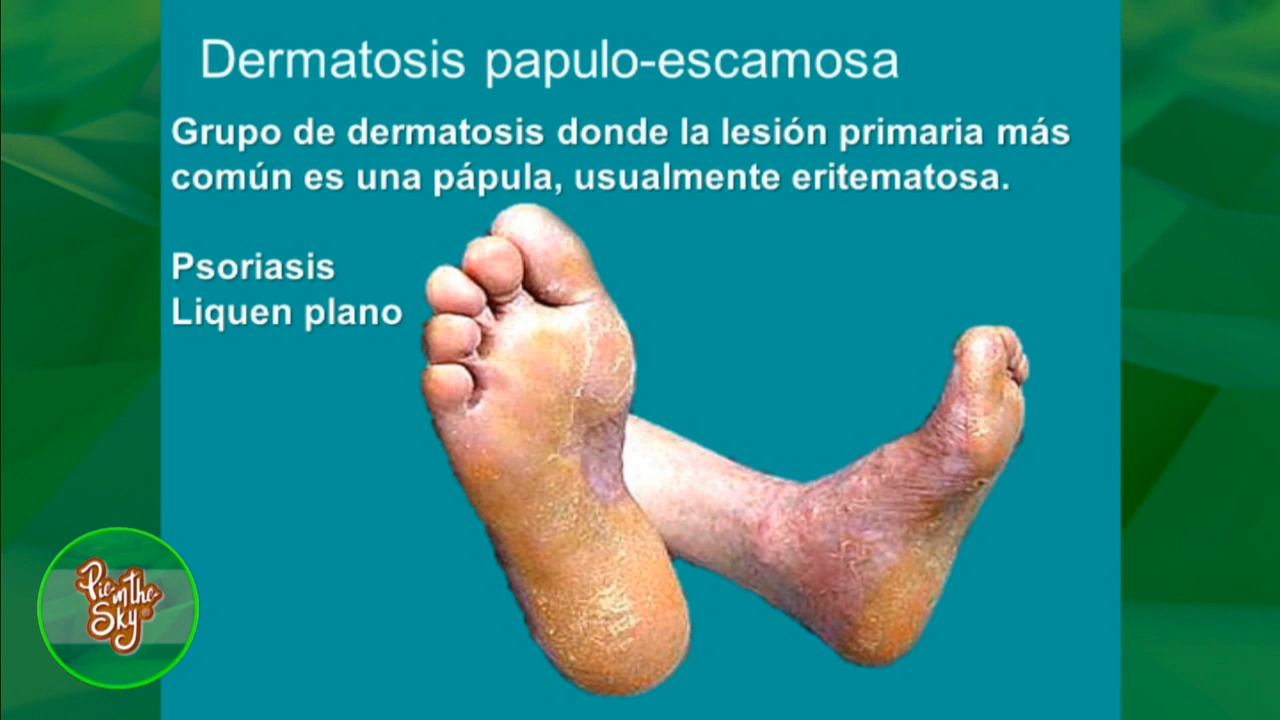 Dermatosis papulo-escamosa
Grupo de dermatosis donde la lesión primaria más
común es una pápula, usualmente eritematosa.
Psoriasis
Liquen plano
Pie in the
Sky